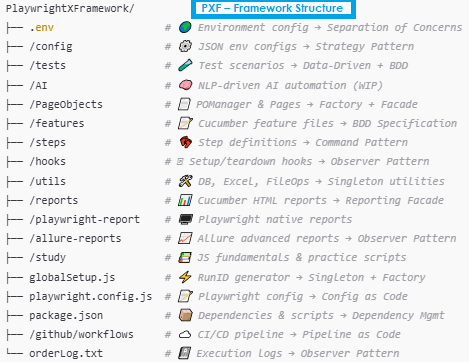 PlaywrightXFramework/ PXF – Framework Structure
├── .env # 🌍 Environment config → Separation of Concerns
├── /config # ⚙️ JSON env configs → Strategy Pattern
├── /tests # 🧪 Test scenarios → Data-Driven + BDD
├── /AI # 🧠 NLP-driven AI automation (WIP)
├── /PageObjects # 📄 POManager & Pages → Factory + Facade
├── /features # 📝 Cucumber feature files → BDD Specification
├── /steps # 👣 Step definitions → Command Pattern
├── /hooks # Setup/teardown hooks → Observer Pattern
├── /utils # 🛠 DB, Excel, FileOps → Singleton utilities
├── /reports # 📊 Cucumber HTML reports → Reporting Facade
├── /playwright-report # 🖥 Playwright native reports
├── /allure-reports # 📈 Allure advanced reports → Observer Pattern
├── /study # 📚 JS fundamentals & practice scripts
├── globalSetup.js # ⚡ RunID generator → Singleton + Factory
├── playwright.config.js # 📝 Playwright config → Config as Code
├── package.json # 📦 Dependencies & scripts → Dependency Mgmt
├── /github/workflows # ☁ CI/CD pipeline → Pipeline as Code
├── orderLog.txt # 🧾 Execution logs → Observer Pattern